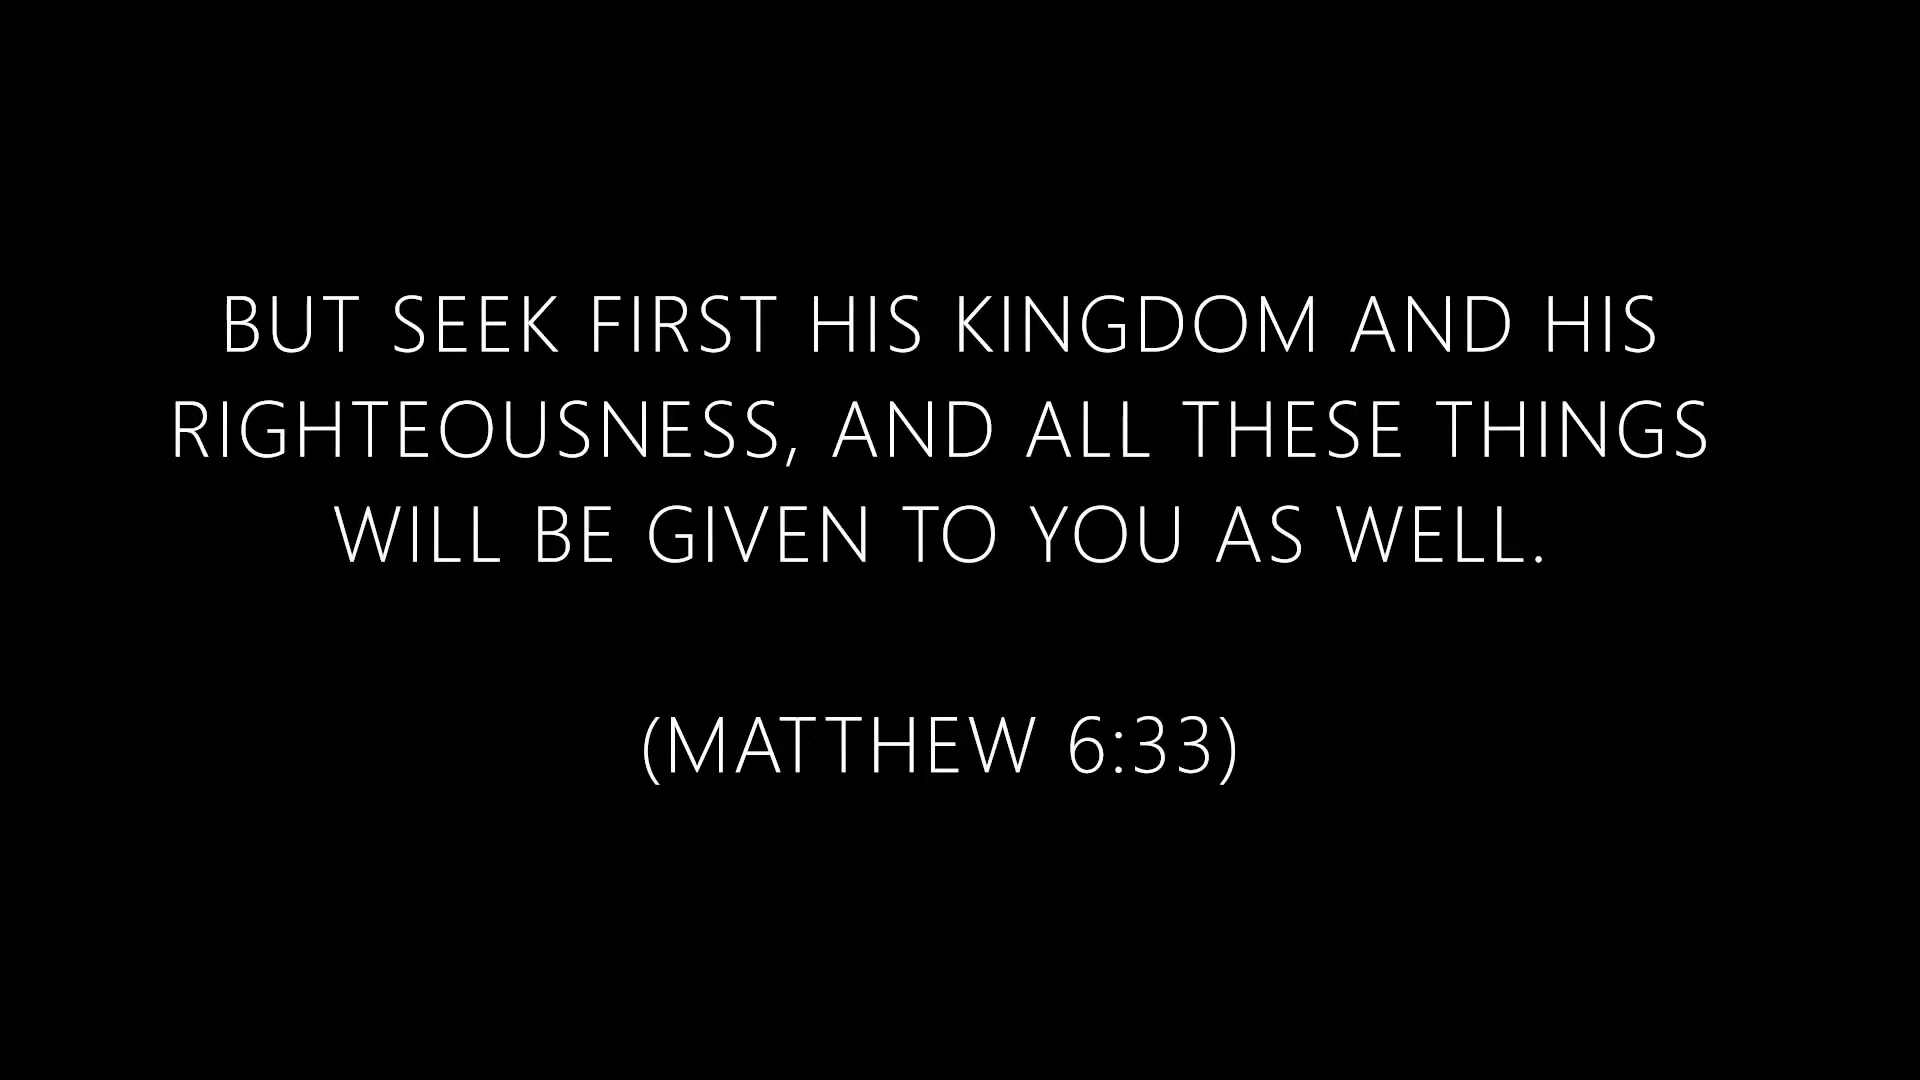 BUT SEEK FIRST HIS KINGDOM AND HIS
RIGHTEOUSNESS, AND ALL THESE THINGS
WILL BE GIVEN TO YOU AS WELL.
(MATTHEW 6:33)